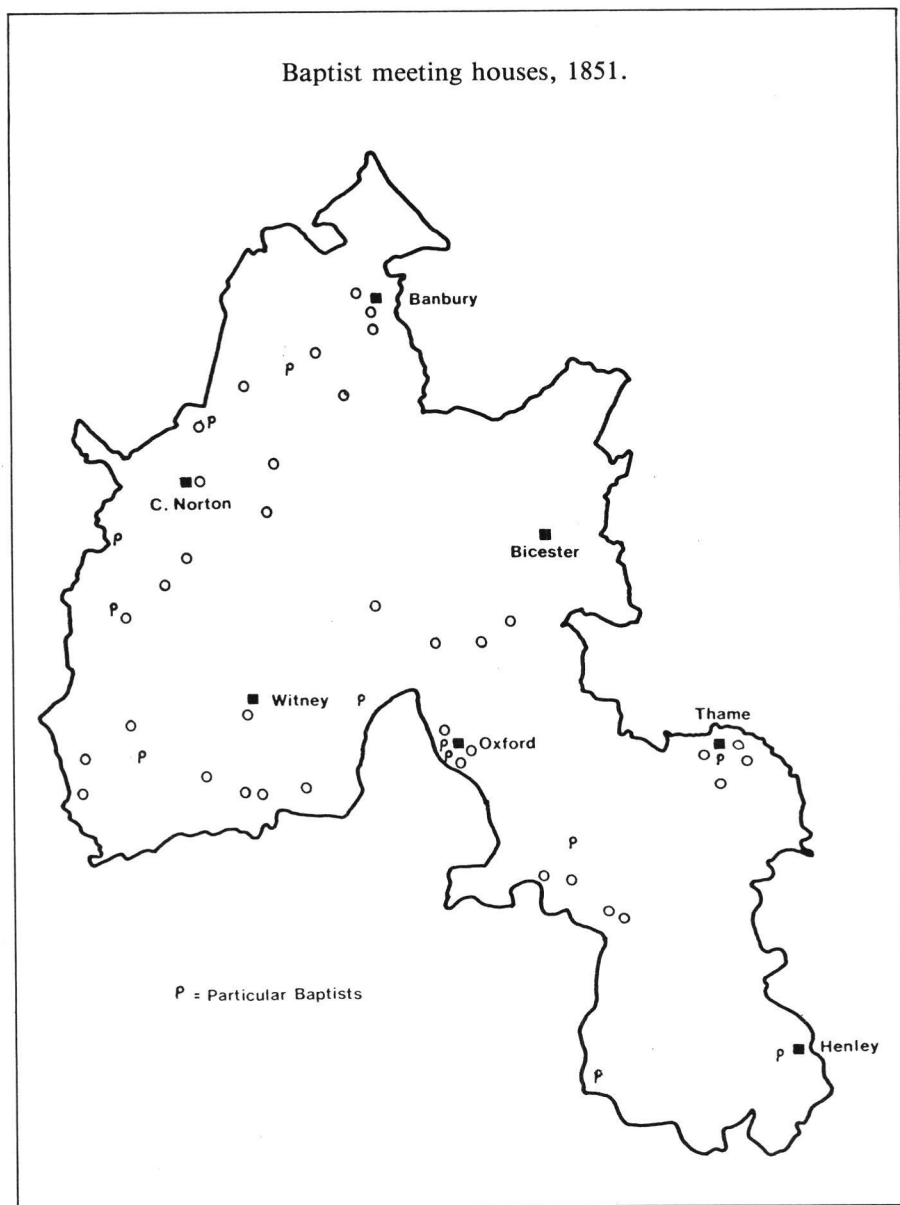 Baptist meeting houses, 1851.
Banbury
C. Norton
Bicester
Witney
Thame
Oxford
P = Particular Baptists
Henley